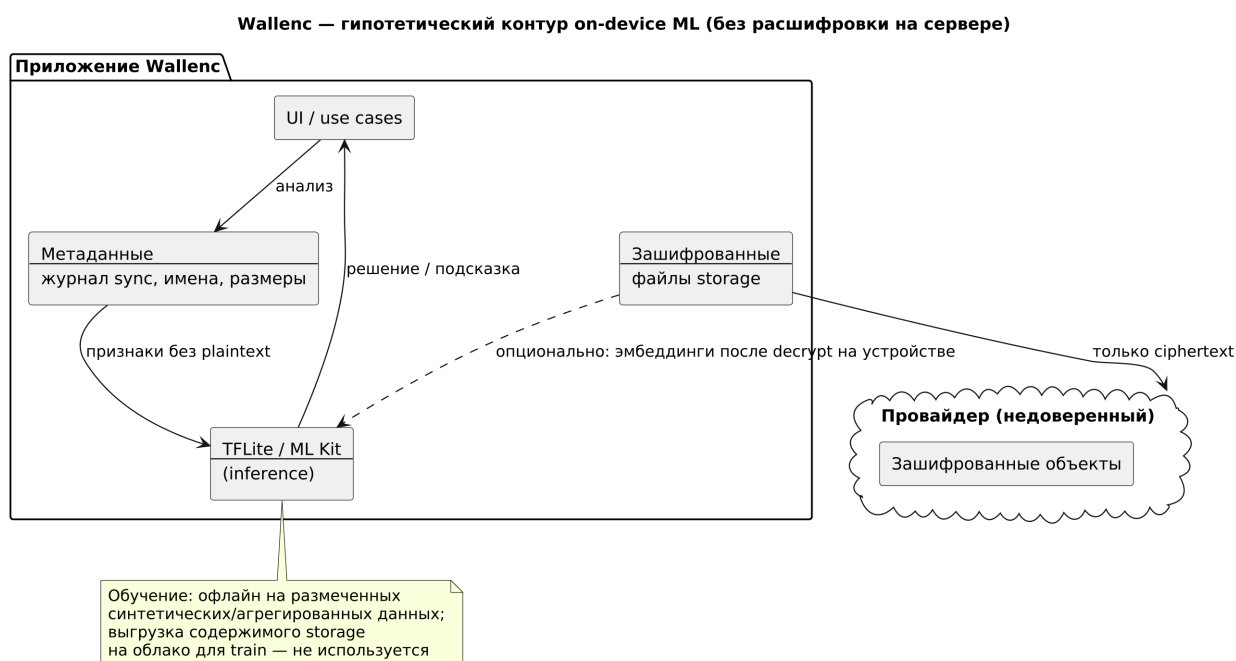 Wallenc — гипотетический контур on-device ML (без расшифровки на сервере)
Приложение Wallenc
UI / use cases
анализ
Метаданные
журнал sync, имена, размеры
Зашифрованные
файлы storage
решение / подсказка
признаки без plaintext
опционально: эмбеддинги после decrypt на устройстве
только ciphertext
Провайдер (недоверенный)
Зашифрованные объекты
TFLite / ML Kit
(inference)
Обучение: офлайн на размеченных
синтетических/агрегированных данных;
выгрузка содержимого storage
на облако для train — не используется